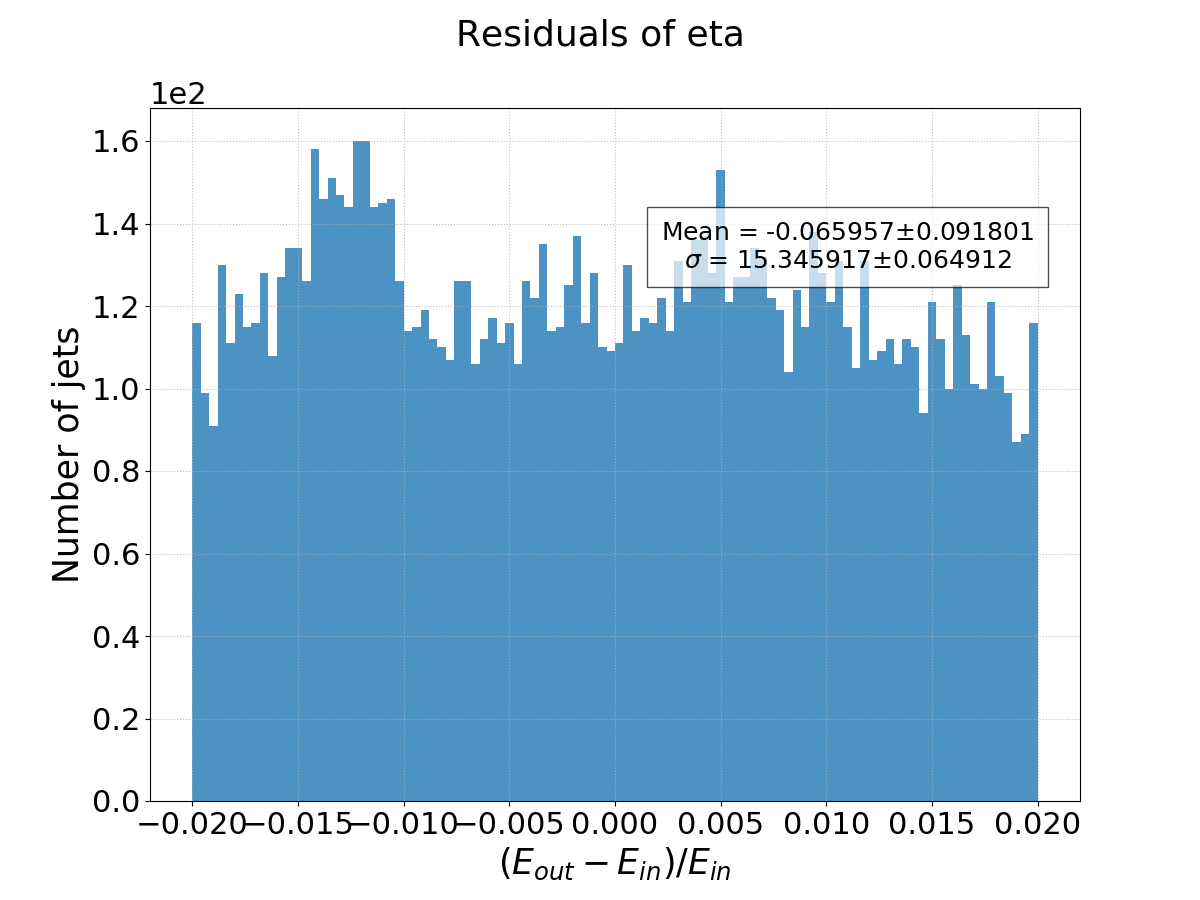 Residuals of eta
1e2
1.6
1.4
1.2
1.0
0.8
0.6
0.4
0.2
0.0
Number of jets
Mean = -0.065957±0.091801
σ = 15.345917±0.064912
−0.020 −0.015 −0.010 −0.005 0.000 0.005 0.010 0.015 0.020
(E_out − E_in)/E_in